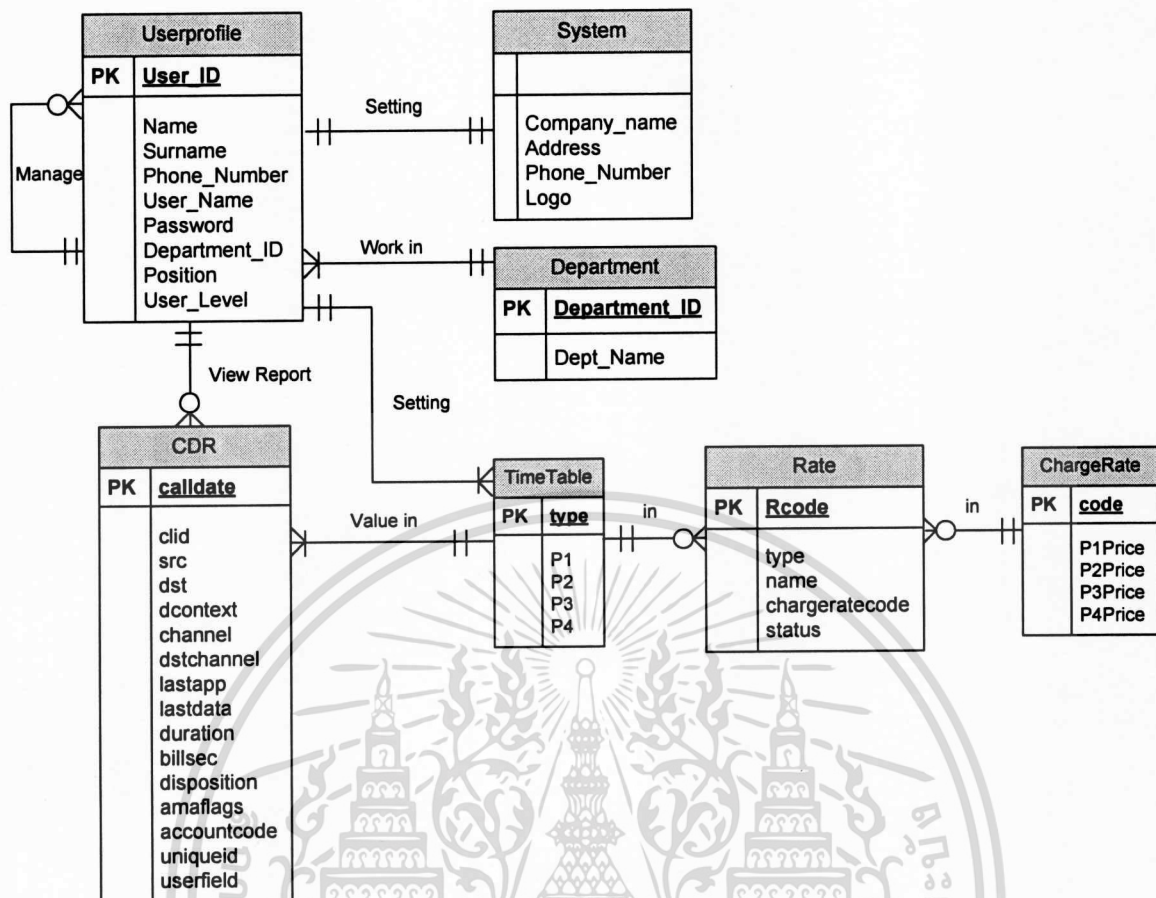 Userprofile
PK User_ID
Name
Surname
Phone_Number
User_Name
Password
Department_ID
Position
User_Level
Manage
Setting
System
Company_name
Address
Phone_Number
Logo
Work in
Department
PK Department_ID
Dept_Name
View Report
Setting
CDR
PK calldate
clid
src
dst
dcontext
channel
dstchannel
lastapp
lastdata
duration
billsec
disposition
amaflags
accountcode
uniqueid
userfield
Value in
TimeTable
PK type
P1
P2
P3
P4
in
Rate
PK Rcode
type
name
chargeratecode
status
in
ChargeRate
PK code
P1Price
P2Price
P3Price
P4Price